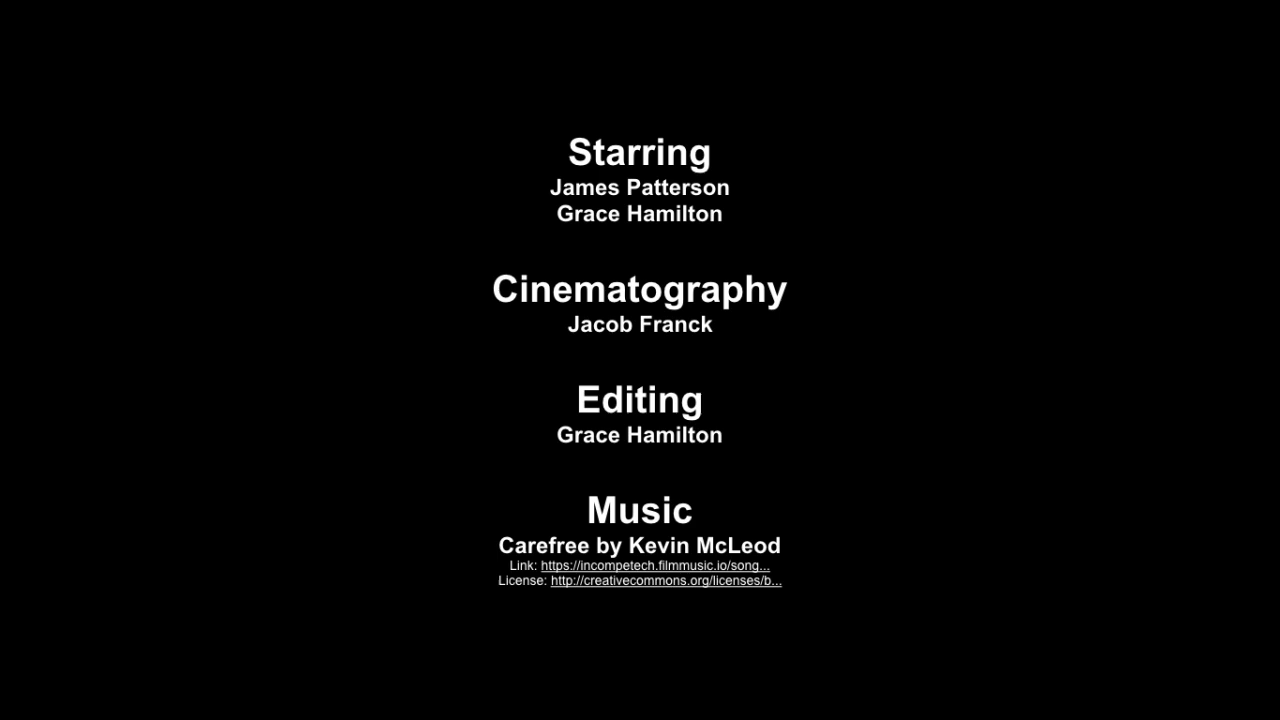 Starring
James Patterson
Grace Hamilton
Cinematography
Jacob Franck
Editing
Grace Hamilton
Music
Carefree by Kevin McLeod
Link: https://incompetech.filmmusic.io/song...
License: http://creativecommons.org/licenses/b...